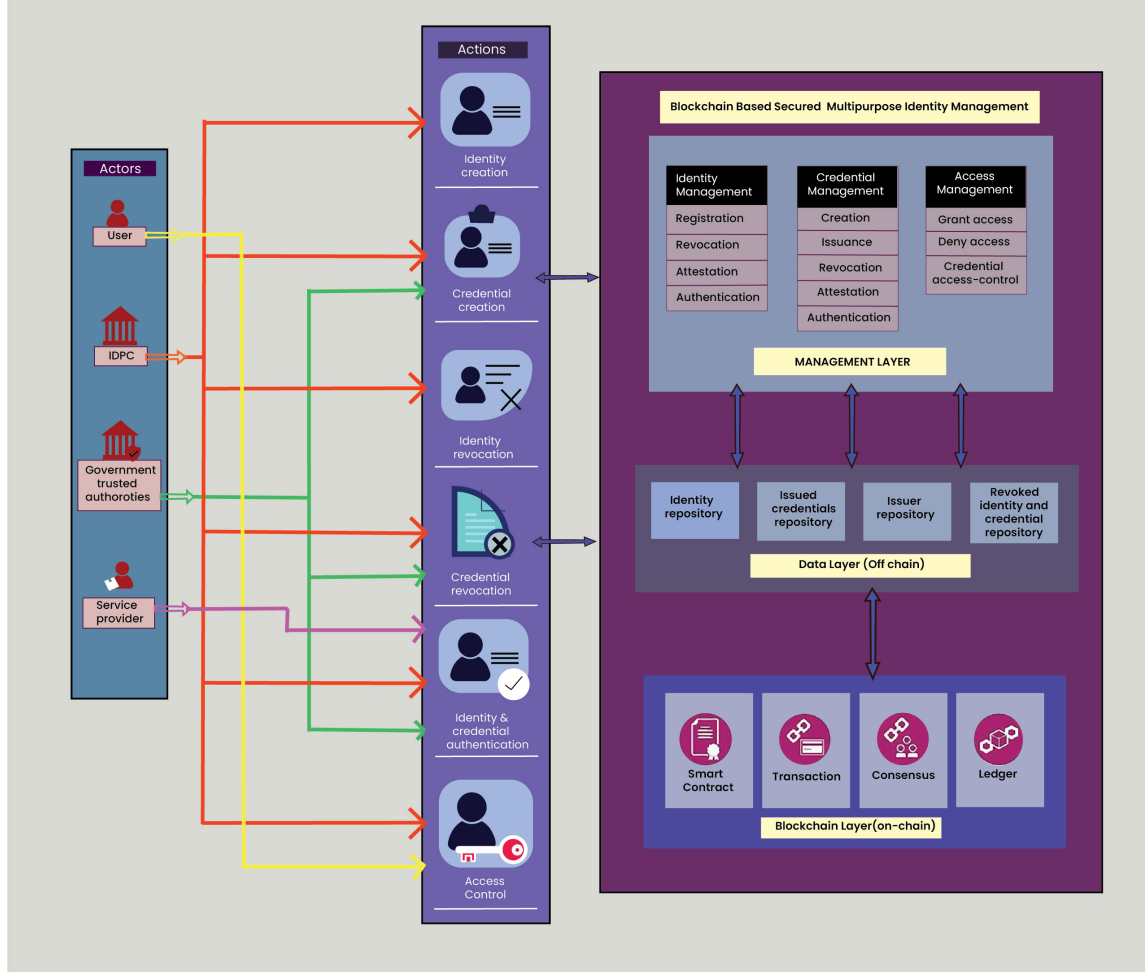 Actors
User
IDPC
Government
trusted
authoroties
Service
provider
Actions
Identity
creation
Credential
creation
Identity
revocation
Credential
revocation
Identity &
credential
authentication
Access
Control
Blockchain Based Secured Multipurpose Identity Management
Identity
Management
Registration
Revocation
Attestation
Authentication
Credential
Management
Creation
Issuance
Revocation
Attestation
Authentication
Access
Management
Grant access
Deny access
Credential
access-control
MANAGEMENT LAYER
Identity
repository
Issued
credentials
repository
Issuer
repository
Revoked
identity and
credential
repository
Data Layer (Off chain)
Smart
Contract
Transaction
Consensus
Ledger
Blockchain Layer(on-chain)